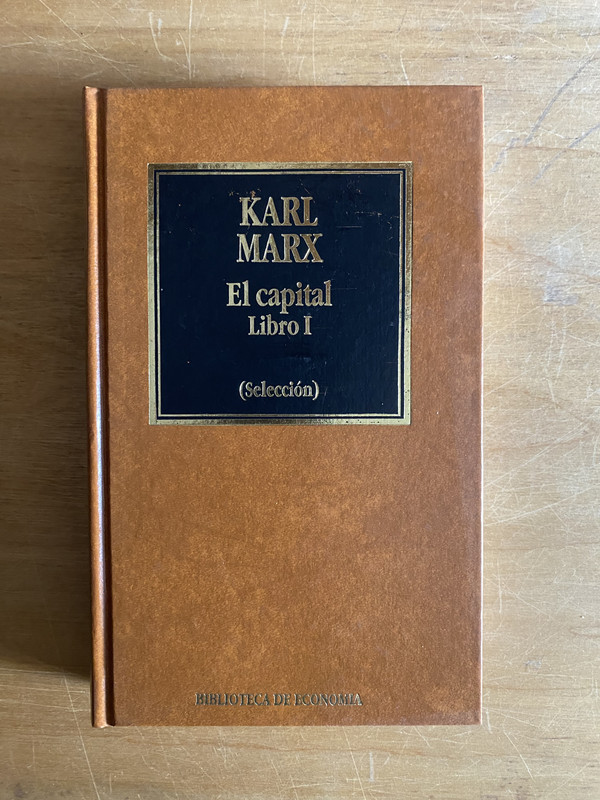 KARL
MARX
El capital
Libro I
(Selección)
BIBLIOTECA DE ECONOMIA